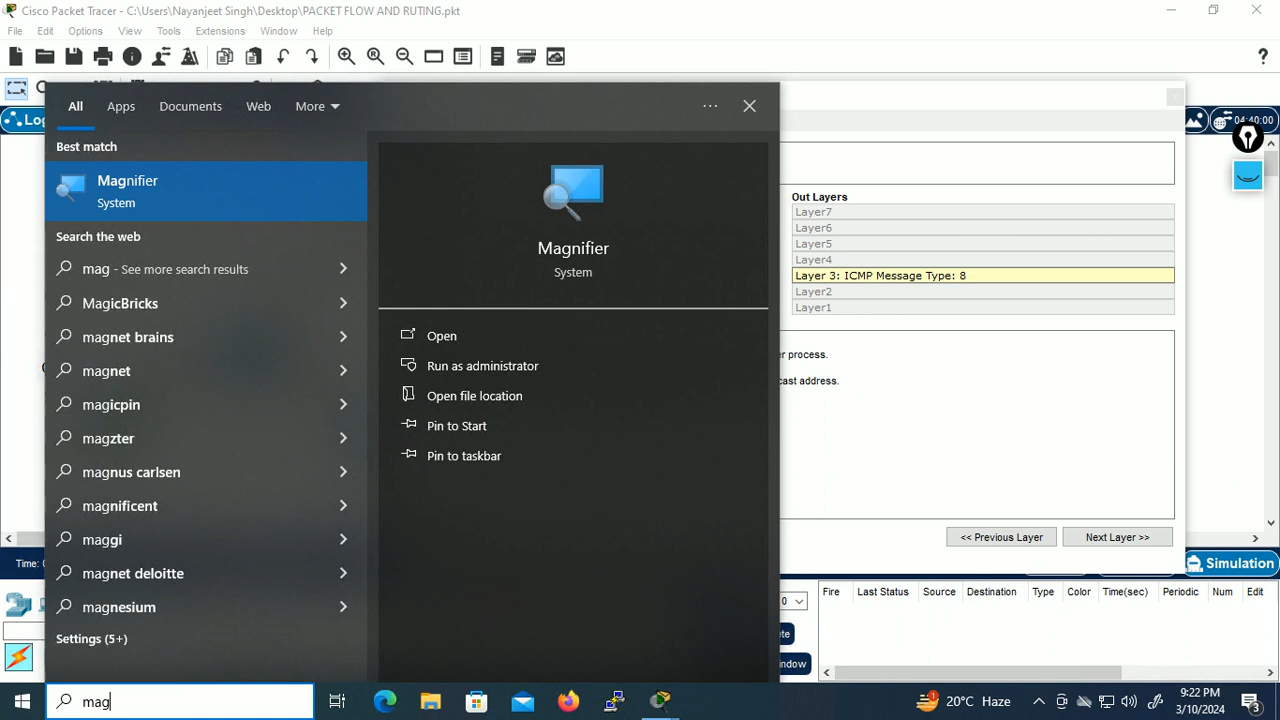 Cisco Packet Tracer - C:\Users\Nayanjeet Singh\Desktop\PACKET FLOW AND RUTING.pkt
File Edit Options View Tools Extensions Window Help
All Apps Documents Web More
Best match
Magnifier
System
Search the web
mag - See more search results
MagicBricks
magnet brains
magnet
magicpin
magzter
magnus carlsen
magnificent
maggi
magnet deloitte
magnesium
Settings (5+)
Magnifier
System
Open
Run as administrator
Open file location
Pin to Start
Pin to taskbar
04:40:00
Out Layers
Layer7
Layer6
Layer5
Layer4
Layer 3: ICMP Message Type: 8
Layer2
Layer1
process.
address.
<< Previous Layer Next Layer >>
Time:
Simulation
Fire Last Status Source Destination Type Color Time(sec) Periodic Num Edit
0
mag
1
20°C Haze
9:22 PM
3/10/2024
3